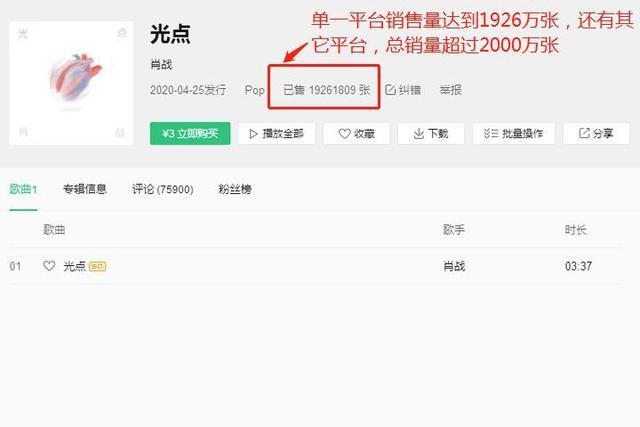 单一平台销售量达到1926万张，还有其
它平台，总销量超过2000万张
光 点
肖 战
光点
肖战
2020-04-25发行 Pop 已售 19261809 张 纠错 举报
¥3 立即购买 播放全部 收藏 下载 批量操作 分享
歌曲1 专辑信息 评论 (75900) 粉丝榜
歌曲 歌手 时长
01 光点 SQ 肖战 03:37